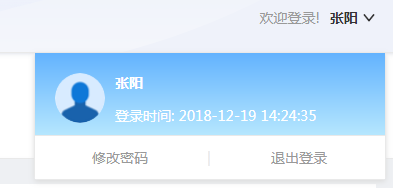 欢迎登录! 张阳
张阳
登录时间: 2018-12-19 14:24:35
修改密码 | 退出登录